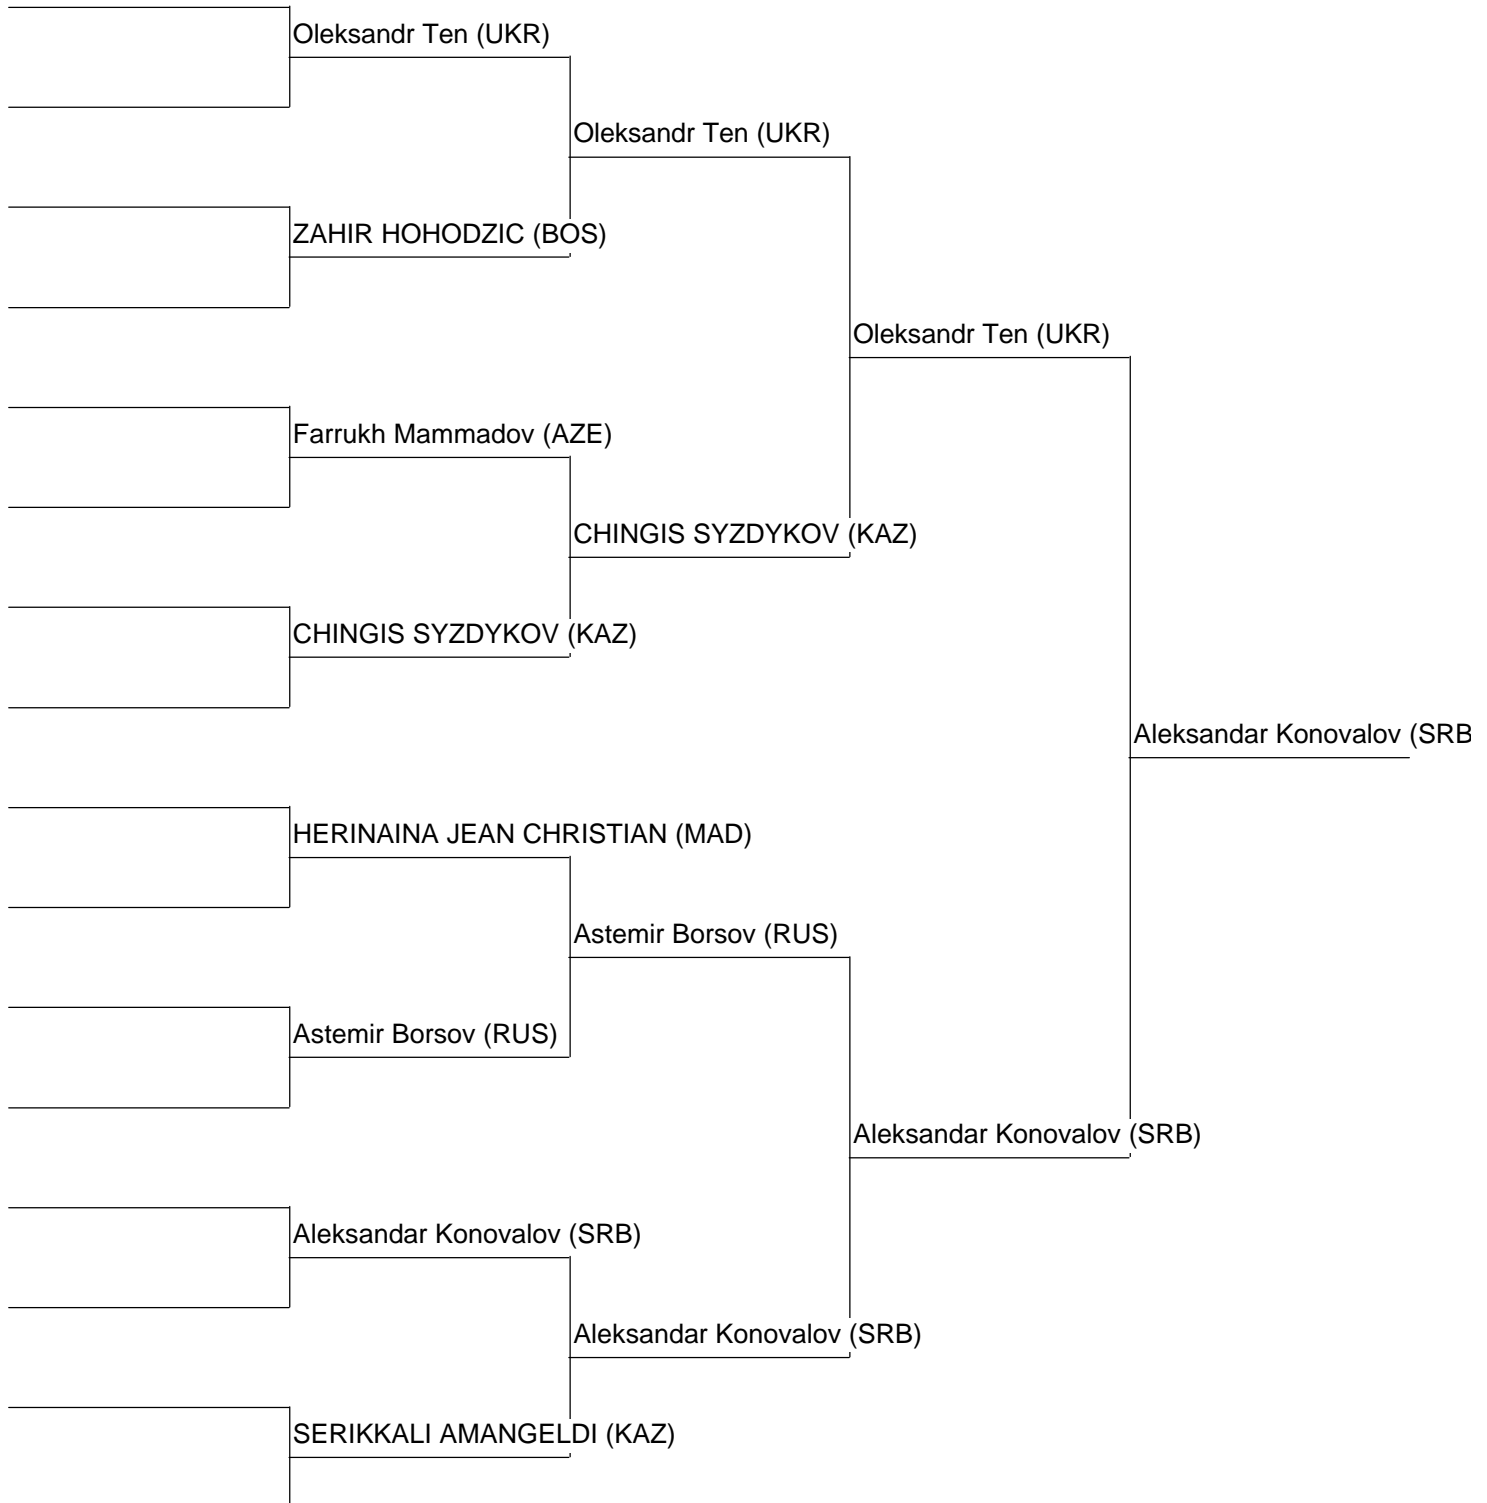 Oleksandr Ten (UKR)
Oleksandr Ten (UKR)
ZAHIR HOHODZIC (BOS)
Oleksandr Ten (UKR)
Farrukh Mammadov (AZE)
CHINGIS SYZDYKOV (KAZ)
CHINGIS SYZDYKOV (KAZ)
Aleksandar Konovalov (SRB
HERINAINA JEAN CHRISTIAN (MAD)
Astemir Borsov (RUS)
Astemir Borsov (RUS)
Aleksandar Konovalov (SRB)
Aleksandar Konovalov (SRB)
Aleksandar Konovalov (SRB)
SERIKKALI AMANGELDI (KAZ)